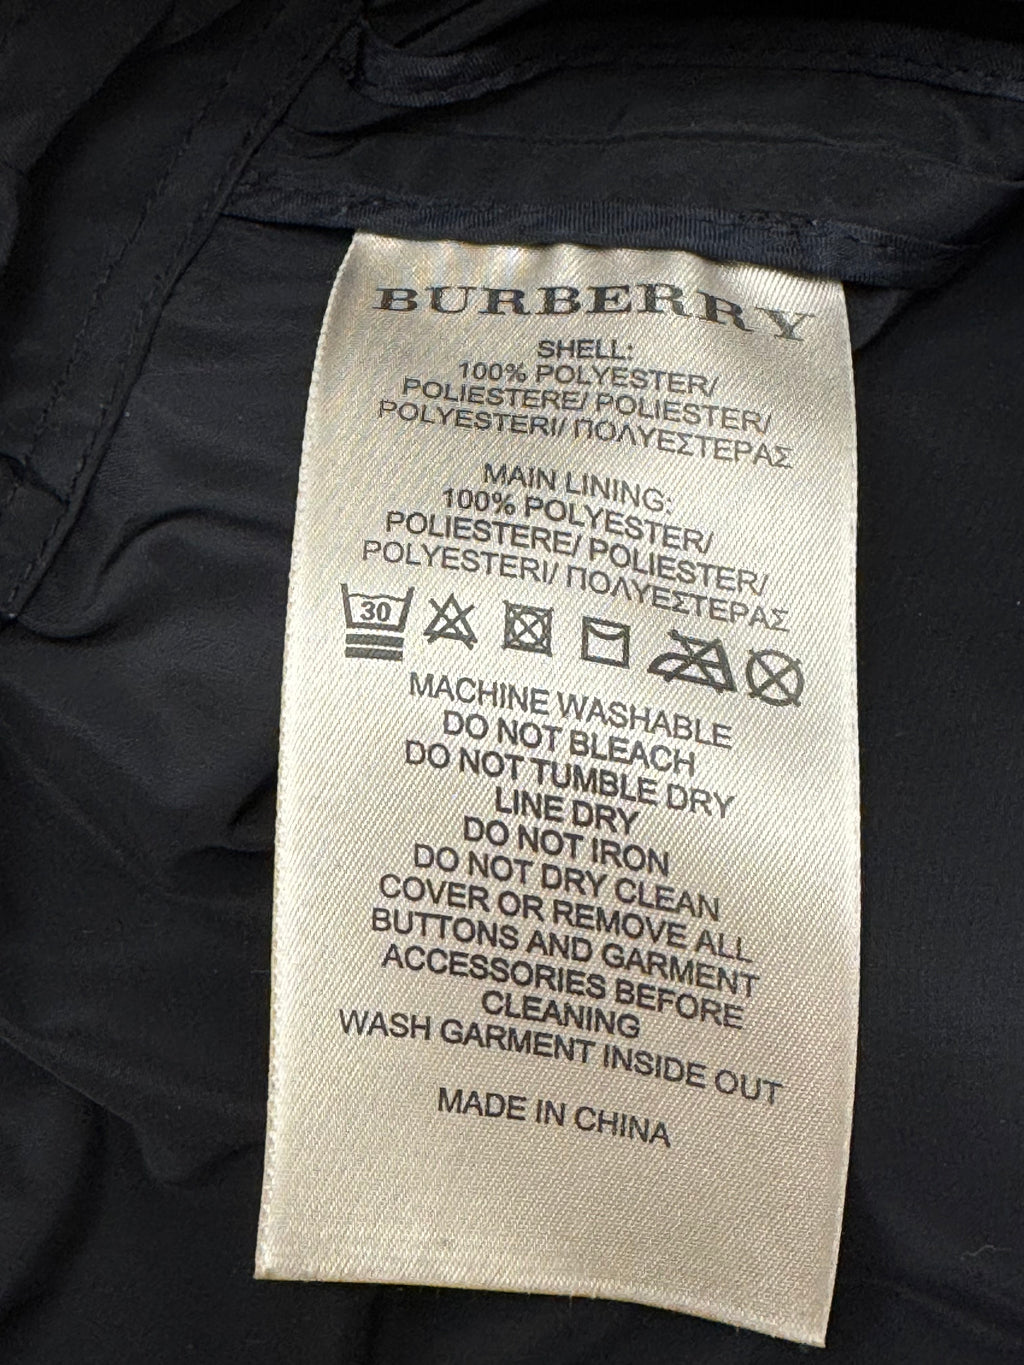 BURBERRY
SHELL:
100% POLYESTER/
POLIESTERE/ POLIESTER/
POLYESTERI/ ΠΟΛΥΕΣΤΕΡΑΣ
MAIN LINING:
100% POLYESTER/
POLIESTERE/ POLIESTER/
POLYESTERI/ ΠΟΛΥΕΣΤΕΡΑΣ
30
MACHINE WASHABLE
DO NOT BLEACH
DO NOT TUMBLE DRY
LINE DRY
DO NOT IRON
DO NOT DRY CLEAN
COVER OR REMOVE ALL
BUTTONS AND GARMENT
ACCESSORIES BEFORE
CLEANING
WASH GARMENT INSIDE OUT
MADE IN CHINA